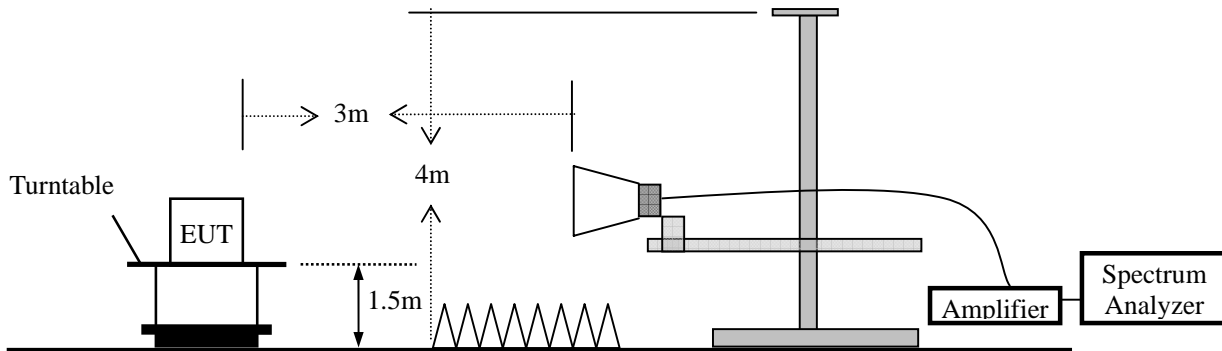 3m
4m
Turntable
EUT
1.5m
Amplifier
Spectrum
Analyzer